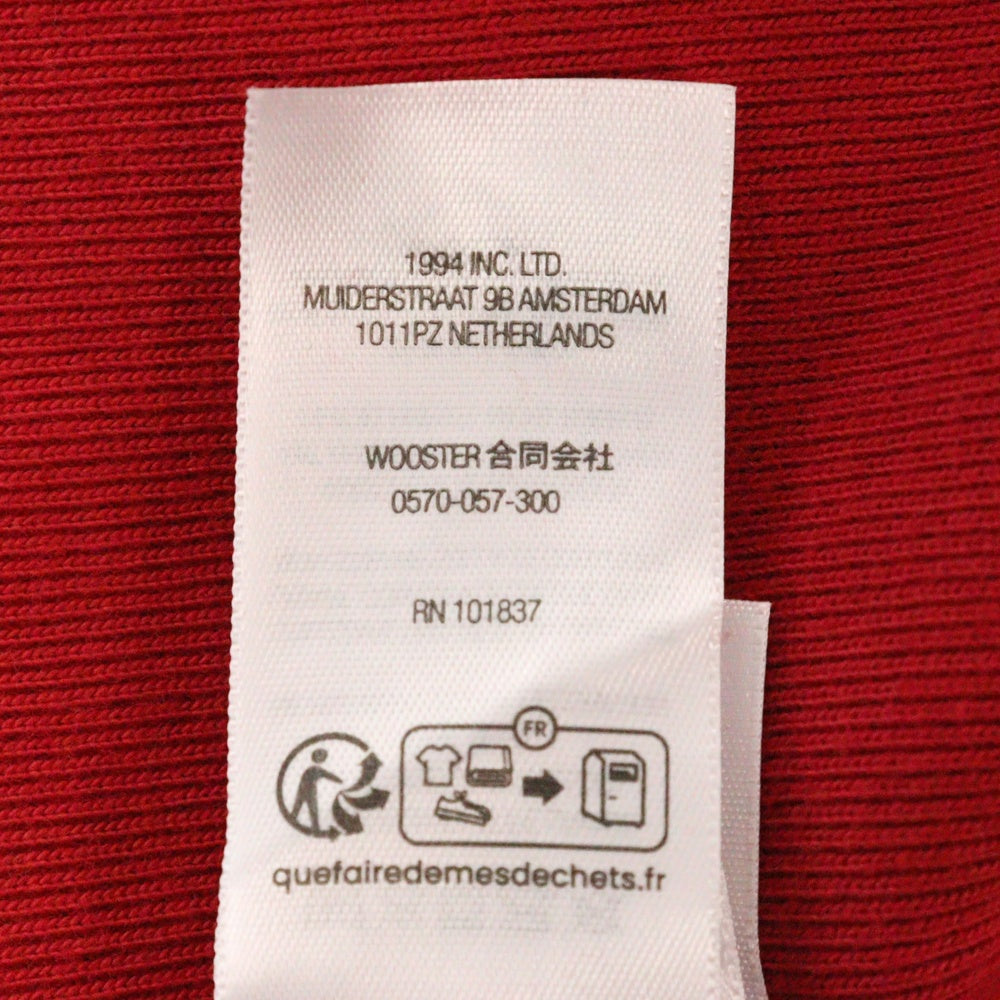 1994 INC. LTD.
MUIDERSTRAAT 9B AMSTERDAM
1011PZ NETHERLANDS
WOOSTER 合同会社
0570-057-300
RN 101837
FR
quefairedemesdechets.fr